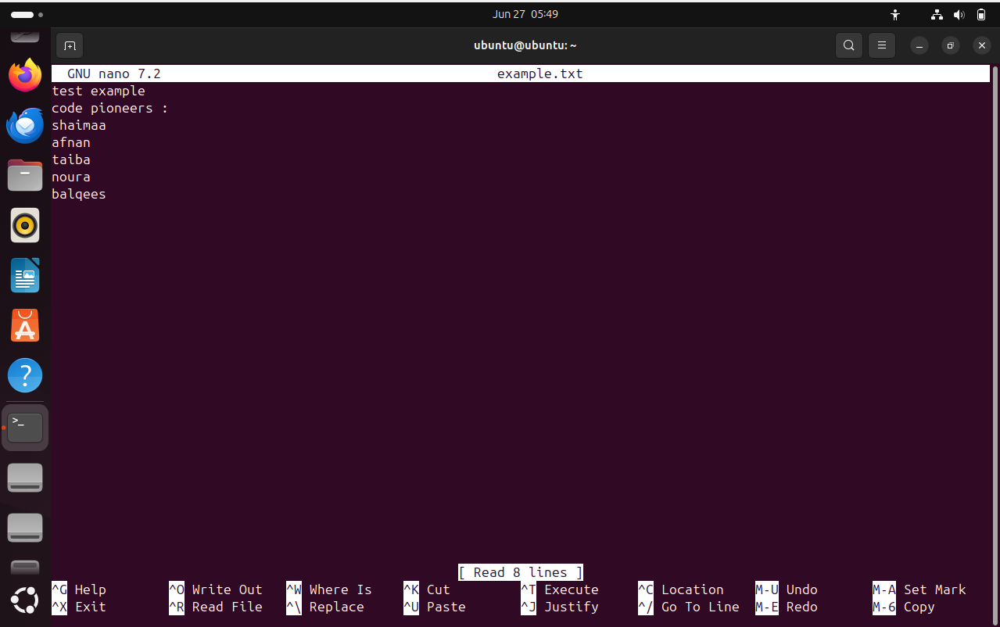 Jun 27 05:49
ubuntu@ubuntu: ~
GNU nano 7.2 example.txt
test example
code pioneers :
shaimaa
afnan
taiba
noura
balqees
[ Read 8 lines ]
^G Help ^O Write Out ^W Where Is ^K Cut ^T Execute ^C Location M-U Undo M-A Set Mark
^X Exit ^R Read File ^\ Replace ^U Paste ^J Justify ^/ Go To Line M-E Redo M-6 Copy